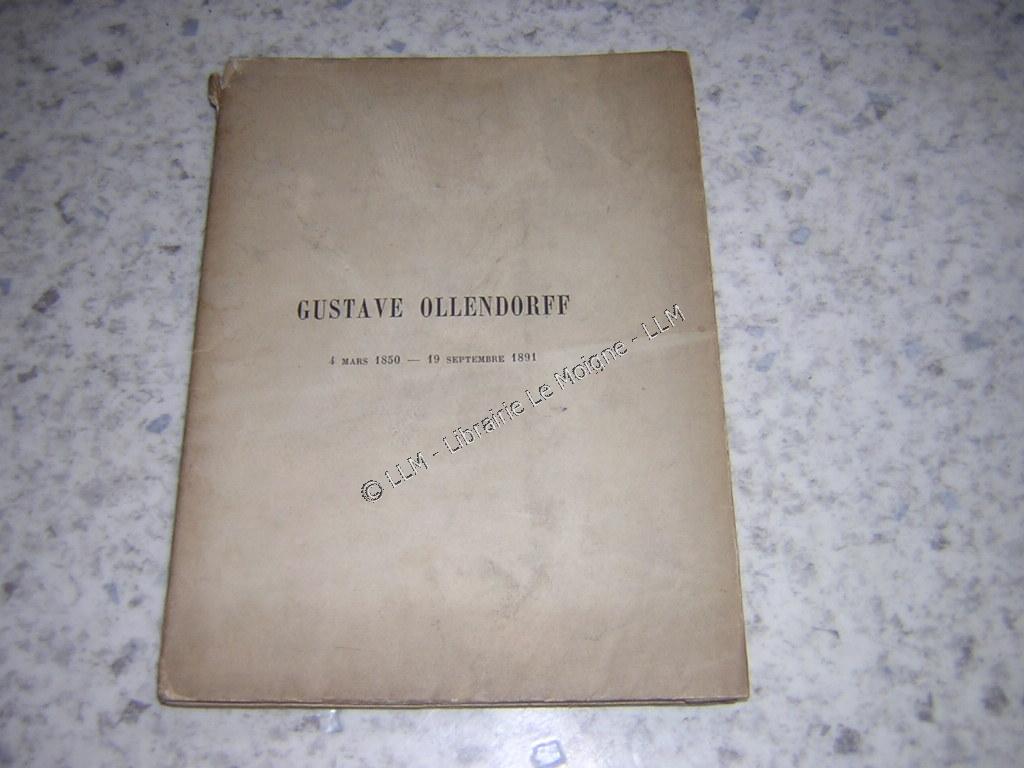 GUSTAVE OLLENDORFF
4 MARS 1850 — 19 SEPTEMBRE 1891
© LLM - Librairie Le Moigne - LLM